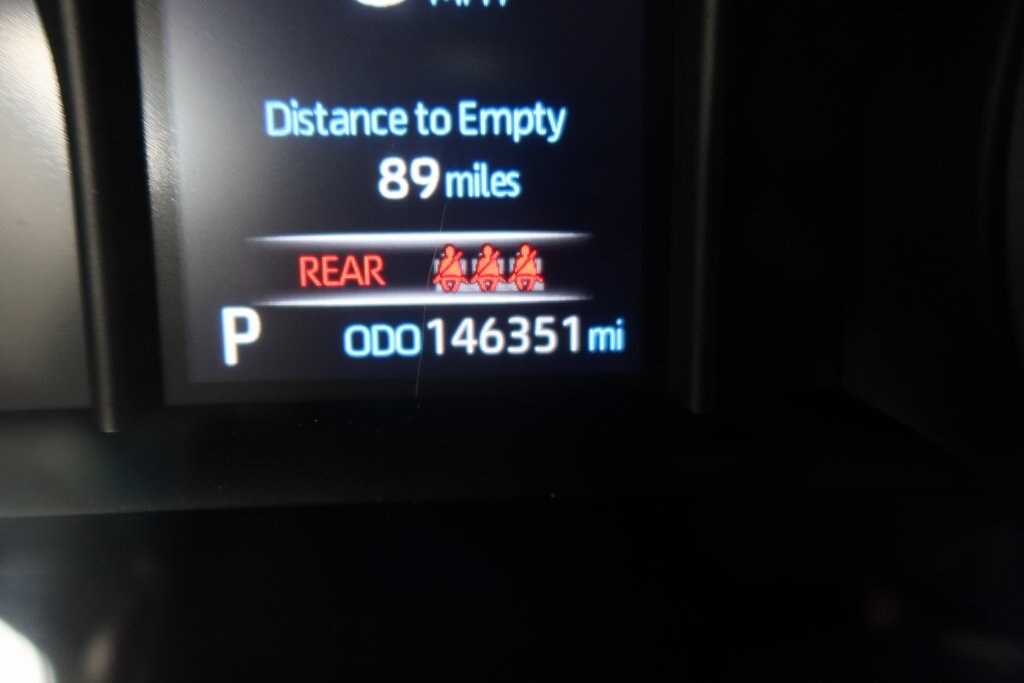 Distance to Empty
89 miles
REAR
P ODO 146351 mi